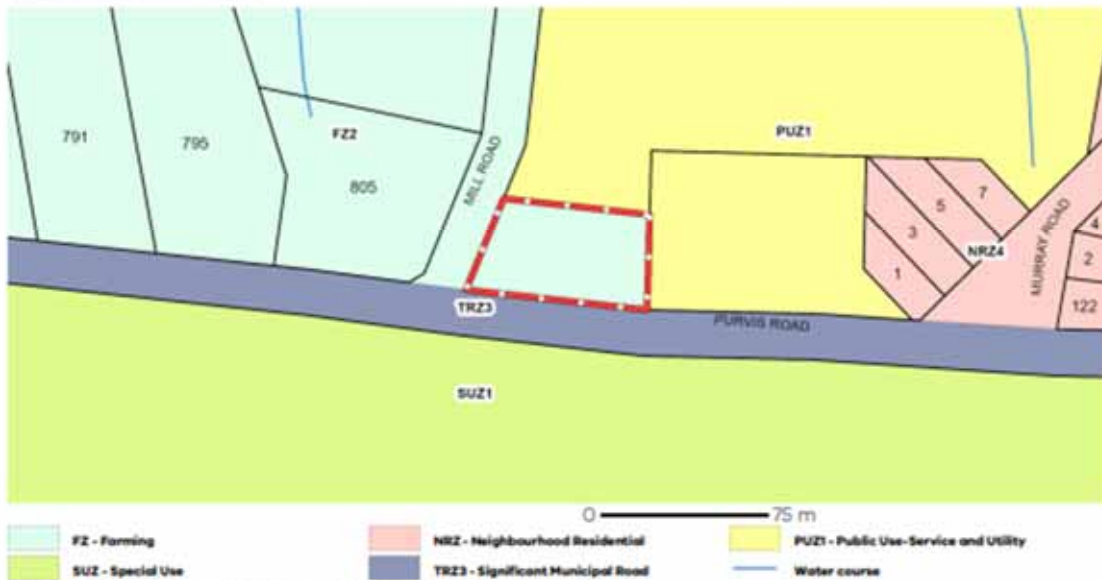 791
795
FZ2
805
MILL ROAD
PUZ1
7
5
3
1
NRZ4
MURRAY ROAD
4
2
122
TRZ3
PURVIS ROAD
SUZ1
0 75 m
FZ - Farming
NRZ - Neighbourhood Residential
PUZ1 - Public Use-Service and Utility
SUZ - Special Use
TRZ3 - Significant Municipal Road
Water course